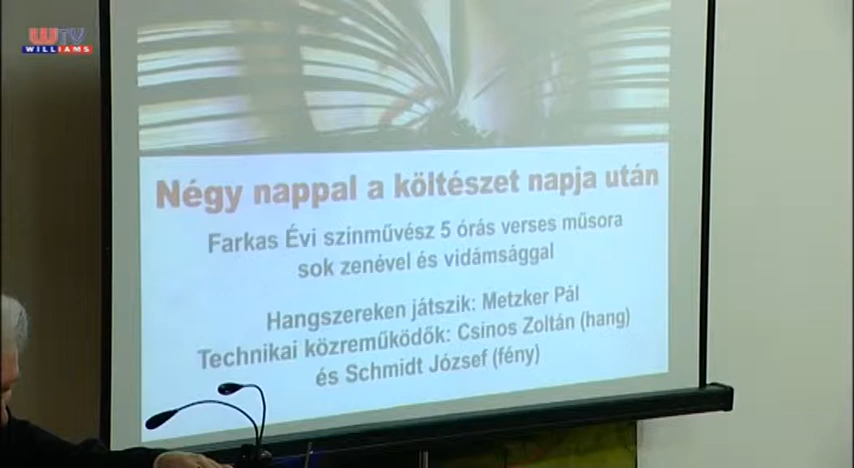 WTV
WILLIAMS
Négy nappal a költészet napja után
Farkas Évi színművész 5 órás verses műsora
sok zenével és vidámsággal
Hangszereken játszik: Metzker Pál
Technikai közreműködők: Csinos Zoltán (hang)
és Schmidt József (fény)